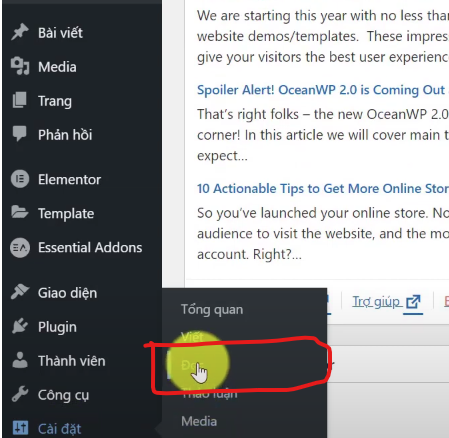 Bài viết
Media
Trang
Phản hồi
Elementor
Template
Essential Addons
Giao diện
Plugin
Thành viên
Công cụ
Cài đặt
Tổng quan
Viết
Thảo luận
Media
We are starting this year with no less than
website demos/templates. These impres
give your visitors the best user experienc
Spoiler Alert! OceanWP 2.0 is Coming Out
That's right folks – the new OceanWP 2.0
corner! In this article we will cover main t
expect…
10 Actionable Tips to Get More Online Stor
So you've launched your online store. No
audience to visit the website, and the mo
account. Right?…
Trợ giúp